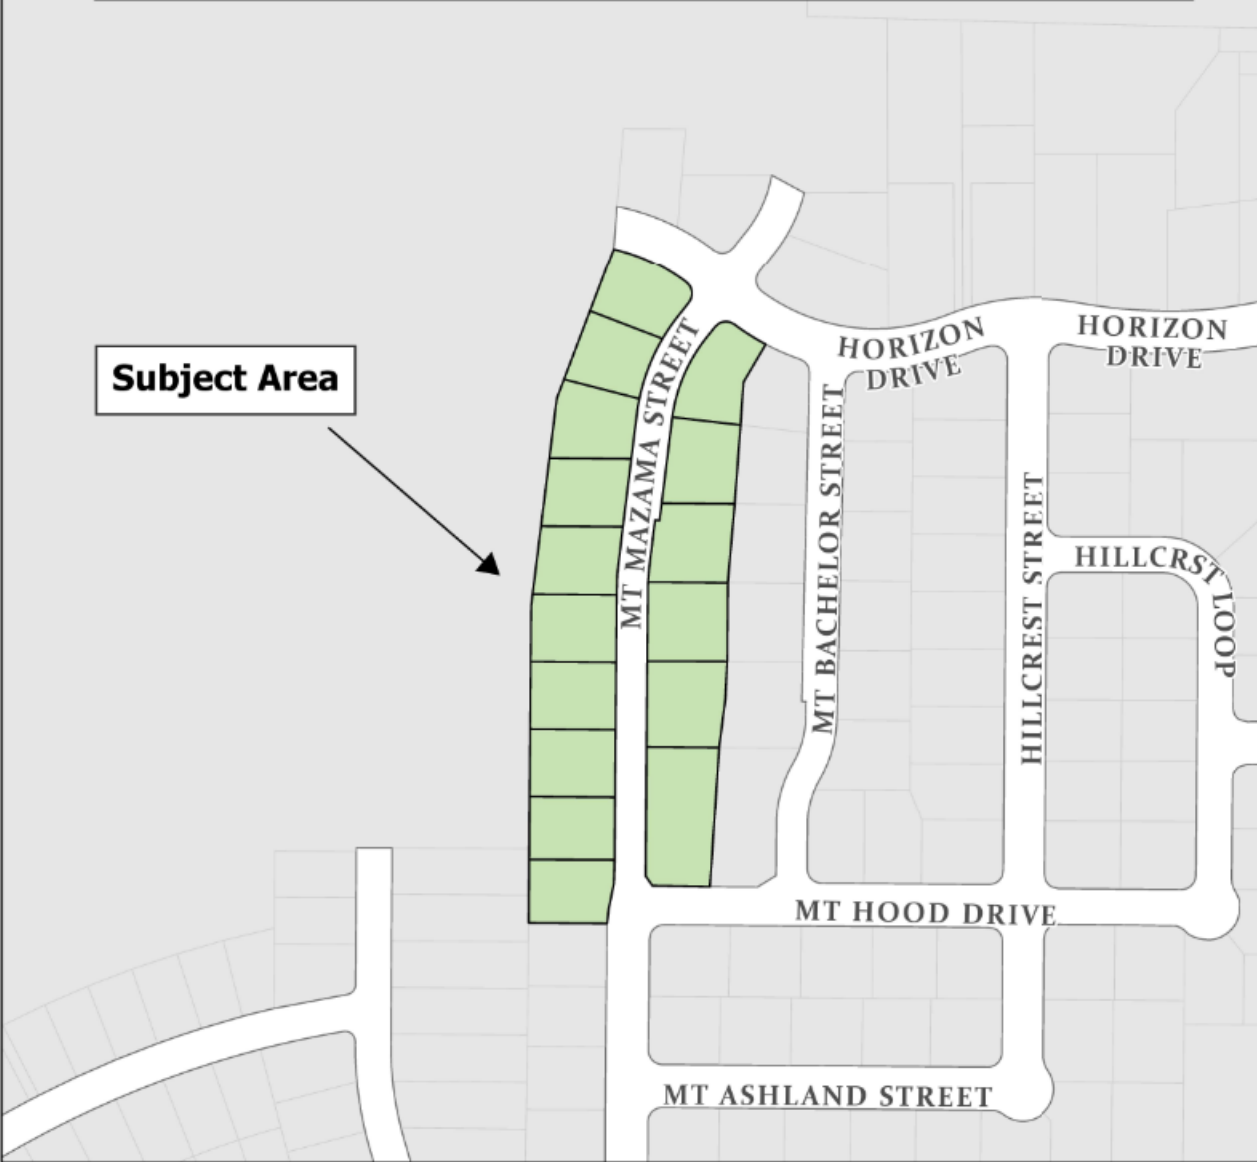 HORIZON
DRIVE
HORIZON
DRIVE
Subject Area
MT MAZAMA STREET
MT BACHELOR STREET
HILLCREST STREET
HILLCRST LOOP
MT HOOD DRIVE
MT ASHLAND STREET